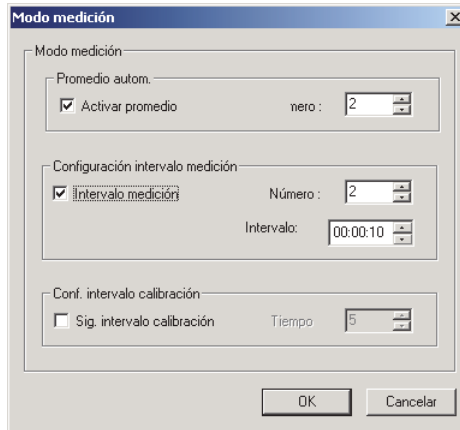 Modo medición
Modo medición
Promedio autom.
Activar promedio nero : 2
Configuración intervalo medición
Intervalo medición Número : 2
Intervalo: 00:00:10
Conf. intervalo calibración
Sig. intervalo calibración Tiempo 5
OK Cancelar